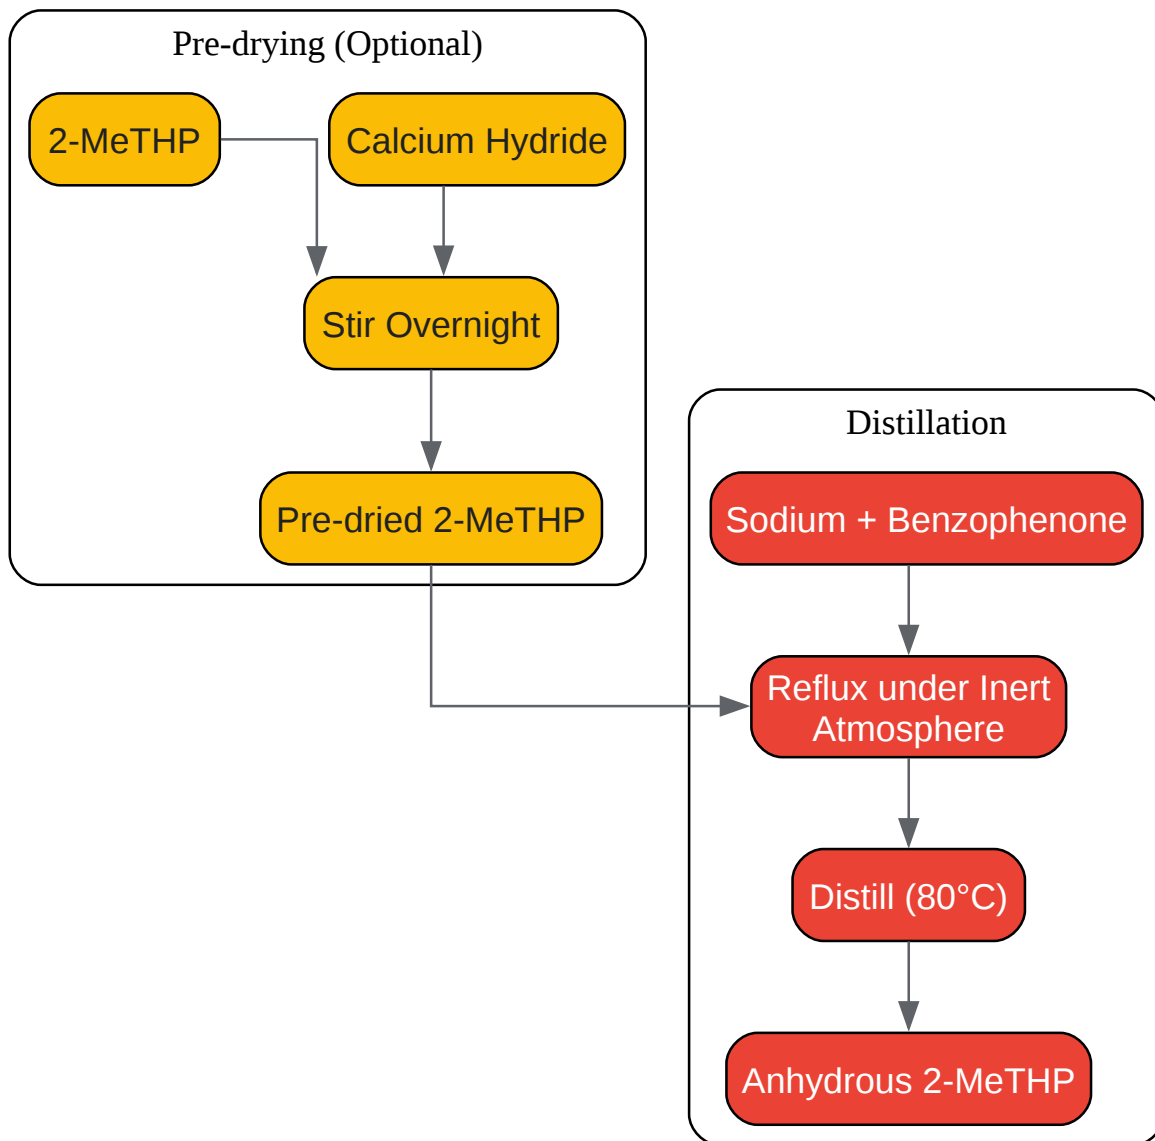 Pre-drying (Optional)
2-MeTHP
Calcium Hydride
Stir Overnight
Pre-dried 2-MeTHP
Distillation
Sodium + Benzophenone
Reflux under Inert
Atmosphere
Distill (80°C)
Anhydrous 2-MeTHP